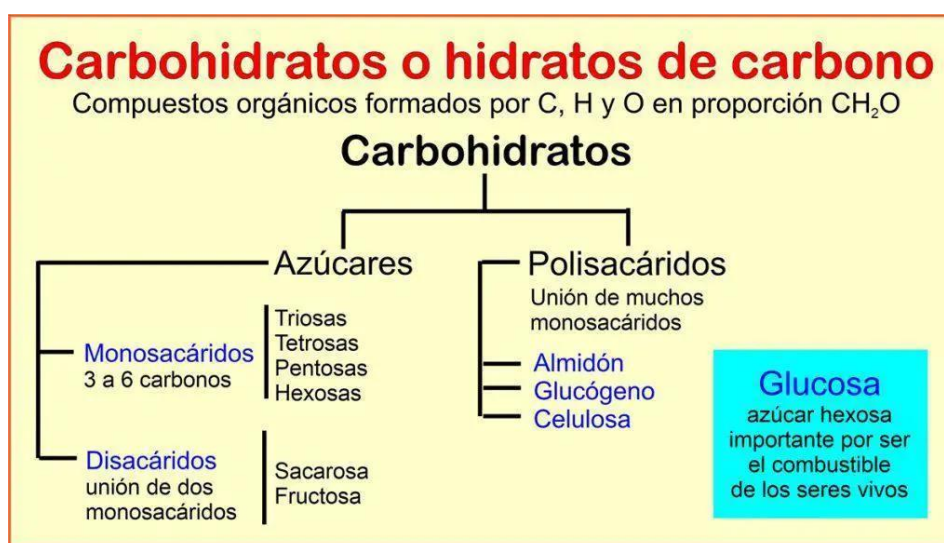 Carbohidratos o hidratos de carbono
Compuestos orgánicos formados por C, H y O en proporción CH₂O
Carbohidratos
Azúcares
Monosacáridos
3 a 6 carbonos
Triosas
Tetrosas
Pentosas
Hexosas
Disacáridos
unión de dos
monosacáridos
Sacarosa
Fructosa
Polisacáridos
Unión de muchos
monosacáridos
Almidón
Glucógeno
Celulosa
Glucosa
azúcar hexosa
importante por ser
el combustible
de los seres vivos